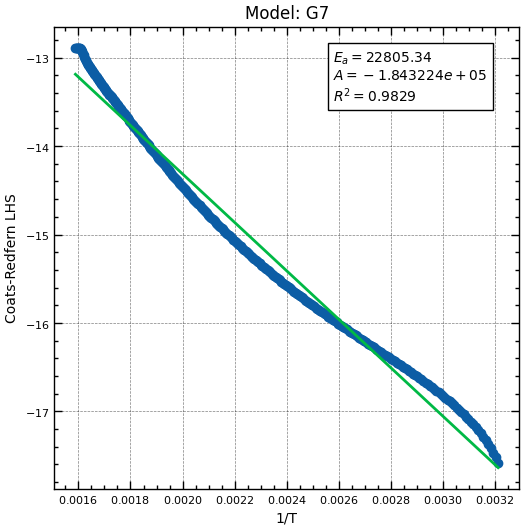 Model: G7
E_a = 22805.34
A = −1.843224e+05
R² = 0.9829
Coats-Redfern LHS
−13
−14
−15
−16
−17
0.0016 0.0018 0.0020 0.0022 0.0024 0.0026 0.0028 0.0030 0.0032
1/T